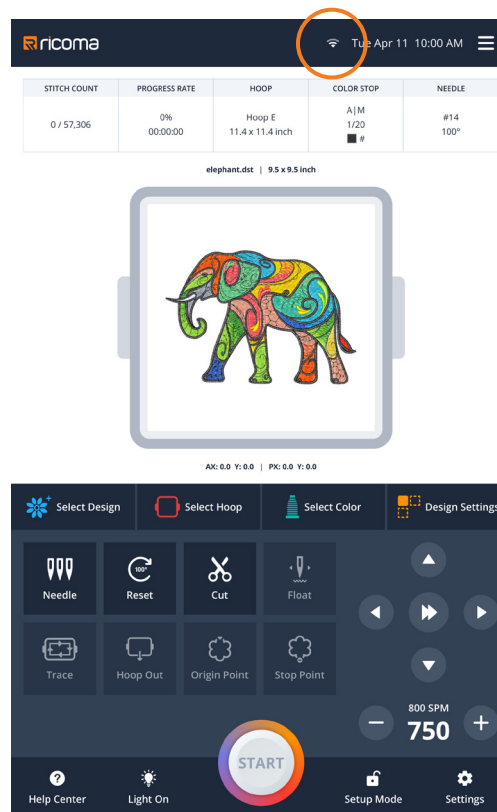 ricoma
Tue Apr 11 10:00 AM
STITCH COUNT PROGRESS RATE HOOP COLOR STOP NEEDLE
0 / 57,306 0% 00:00:00 Hoop E 11.4 x 11.4 inch A|M 1/20 # #14 100°
elephant.dst | 9.5 x 9.5 inch
AX: 0.0 Y: 0.0 | PX: 0.0 Y: 0.0
Select Design Select Hoop Select Color Design Settings
100°
Needle Reset Cut Float
Trace Hoop Out Origin Point Stop Point
800 SPM
− 750 +
START
Help Center Light On Setup Mode Settings